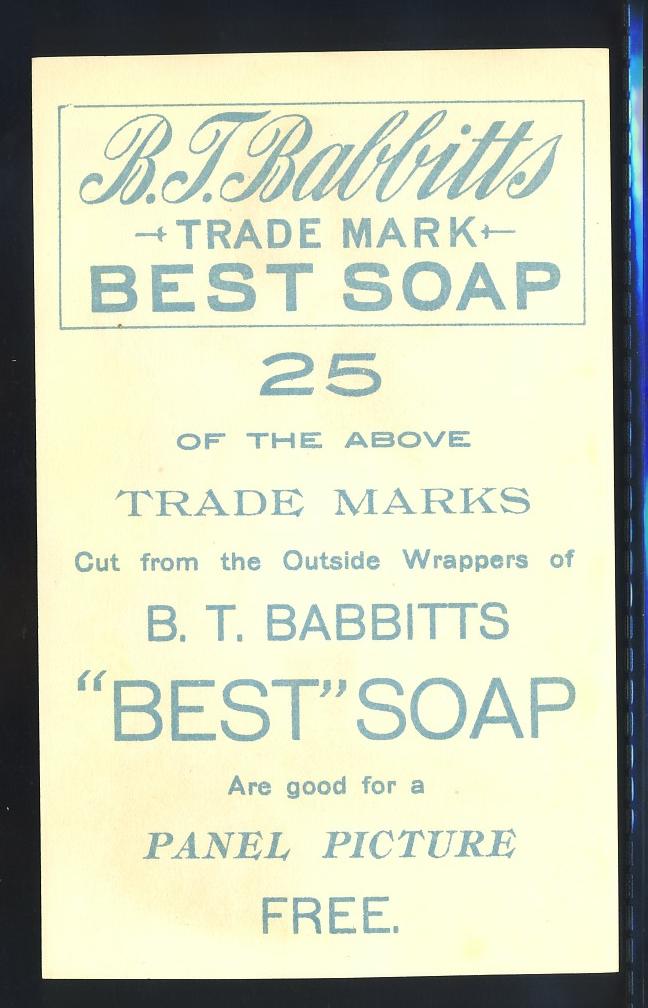 B.T. Babbitts
TRADE MARK
BEST SOAP
25
OF THE ABOVE
TRADE MARKS
Cut from the Outside Wrappers of
B. T. BABBITTS
"BEST" SOAP
Are good for a
PANEL PICTURE
FREE.